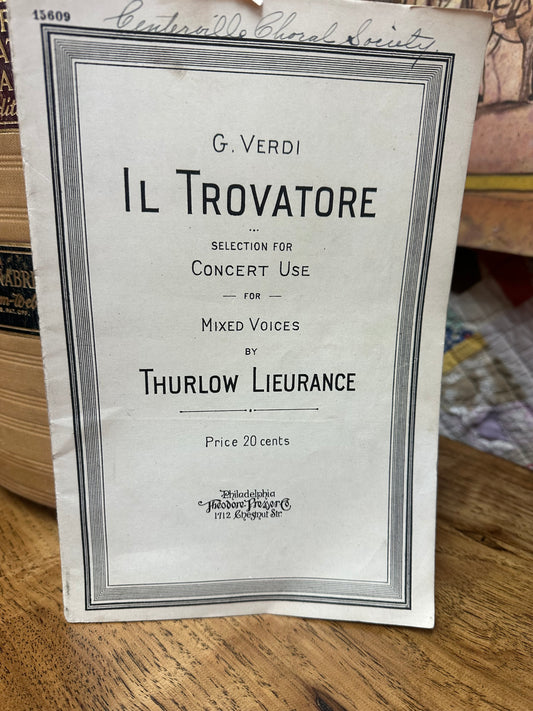 15609
Centerville Choral Society.
G. VERDI
IL TROVATORE
SELECTION FOR
CONCERT USE
— FOR —
MIXED VOICES
BY
THURLOW LIEURANCE
Price 20 cents
Philadelphia
Theodore Presser Co.
1712 Chestnut Str.